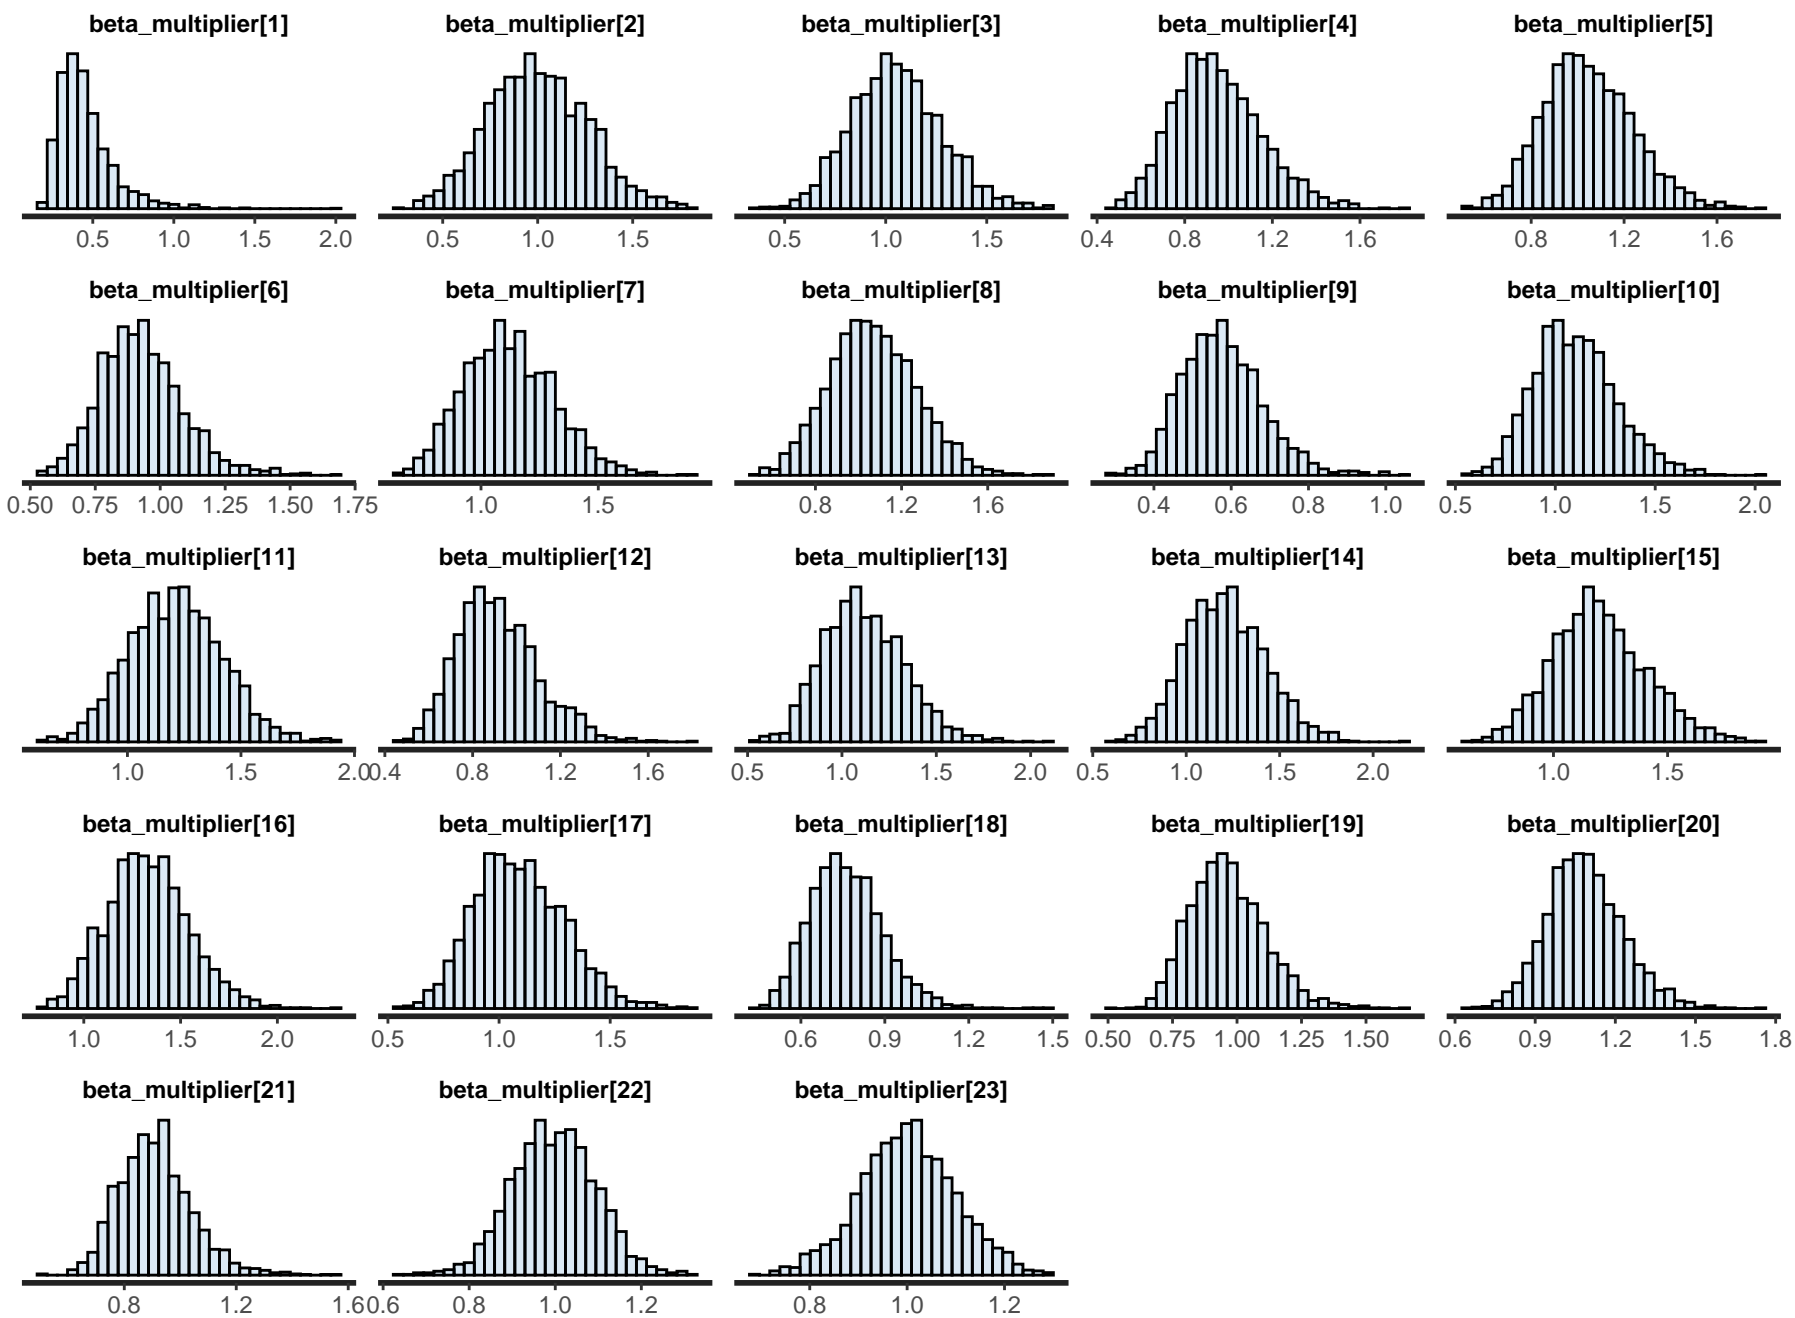 beta_multiplier[1] beta_multiplier[2] beta_multiplier[3] beta_multiplier[4] beta_multiplier[5]
0.5 1.0 1.5 2.0 0.5 1.0 1.5 0.5 1.0 1.5 0.4 0.8 1.2 1.6 0.8 1.2 1.6
beta_multiplier[6] beta_multiplier[7] beta_multiplier[8] beta_multiplier[9] beta_multiplier[10]
0.50 0.75 1.00 1.25 1.50 1.75 1.0 1.5 0.8 1.2 1.6 0.4 0.6 0.8 1.0 0.5 1.0 1.5 2.0
beta_multiplier[11] beta_multiplier[12] beta_multiplier[13] beta_multiplier[14] beta_multiplier[15]
1.0 1.5 2.0 0.4 0.8 1.2 1.6 0.5 1.0 1.5 2.0 0.5 1.0 1.5 2.0 1.0 1.5
beta_multiplier[16] beta_multiplier[17] beta_multiplier[18] beta_multiplier[19] beta_multiplier[20]
1.0 1.5 2.0 0.5 1.0 1.5 0.6 0.9 1.2 1.5 0.50 0.75 1.00 1.25 1.50 0.6 0.9 1.2 1.5 1.8
beta_multiplier[21] beta_multiplier[22] beta_multiplier[23]
0.8 1.2 1.6 0.6 0.8 1.0 1.2 0.8 1.0 1.2